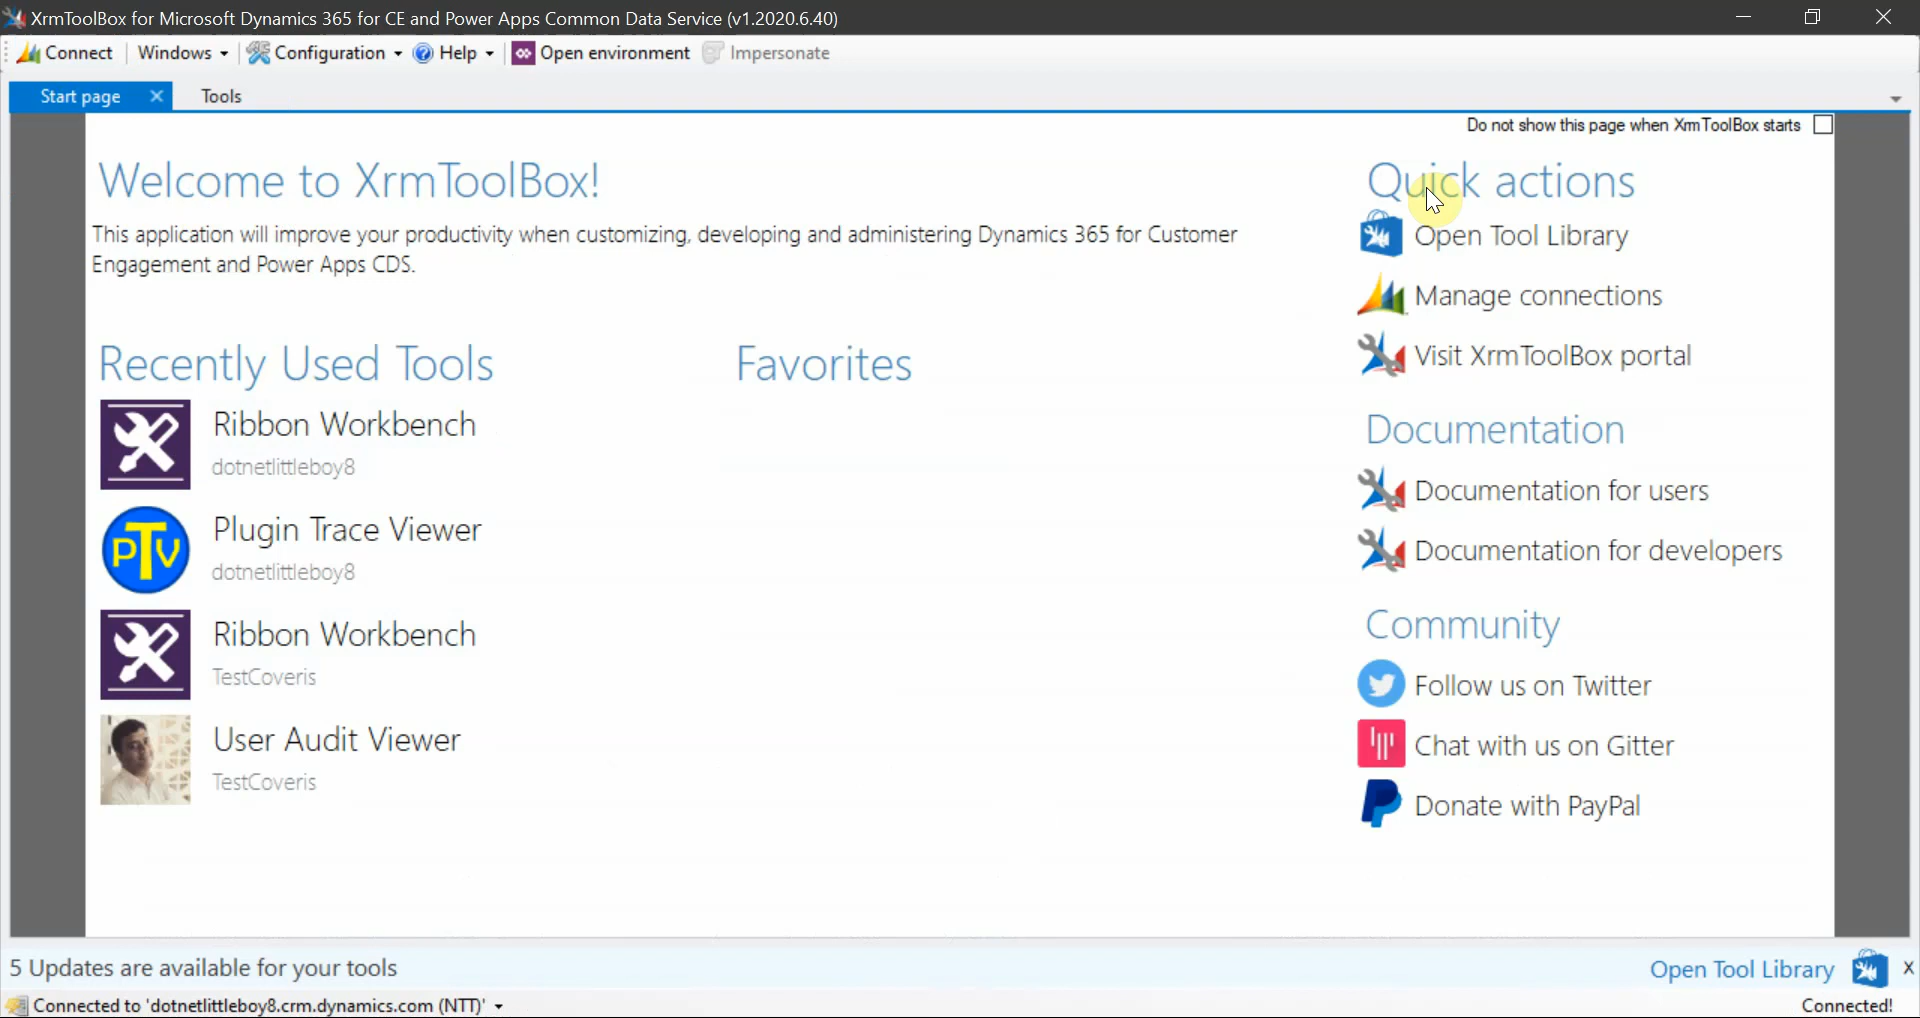 XrmToolBox for Microsoft Dynamics 365 for CE and Power Apps Common Data Service (v1.2020.6.40)
Connect Windows Configuration Help Open environment Impersonate
Start page Tools
Do not show this page when XrmToolBox starts
Welcome to XrmToolBox!
This application will improve your productivity when customizing, developing and administering Dynamics 365 for Customer
Engagement and Power Apps CDS.
Recently Used Tools
Ribbon Workbench
dotnetlittleboy8
PTV
Plugin Trace Viewer
dotnetlittleboy8
Ribbon Workbench
TestCoveris
User Audit Viewer
TestCoveris
Favorites
Quick actions
Open Tool Library
Manage connections
Visit XrmToolBox portal
Documentation
Documentation for users
Documentation for developers
Community
Follow us on Twitter
Chat with us on Gitter
Donate with PayPal
5 Updates are available for your tools
Open Tool Library X
Connected to 'dotnetlittleboy8.crm.dynamics.com (NTT)'
Connected!